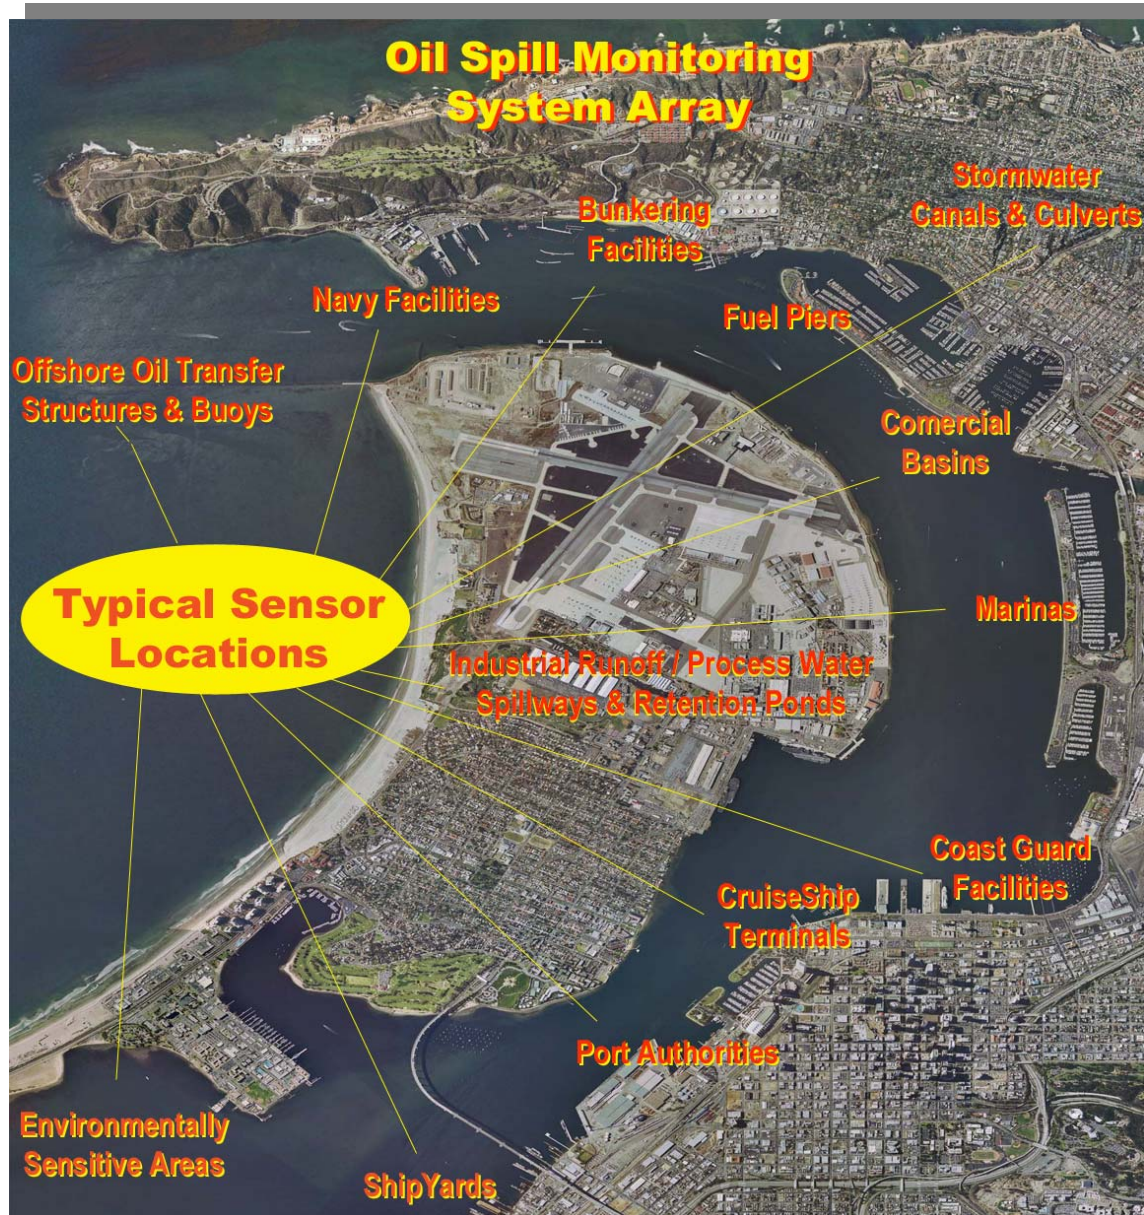 Oil Spill Monitoring
System Array
Stormwater
Canals & Culverts
Bunkering
Facilities
Navy Facilities
Fuel Piers
Offshore Oil Transfer
Structures & Buoys
Comercial
Basins
Typical Sensor
Locations
Marinas
Industrial Runoff / Process Water
Spillways & Retention Ponds
Coast Guard
Facilities
CruiseShip
Terminals
Port Authorities
Environmentally
Sensitive Areas
ShipYards